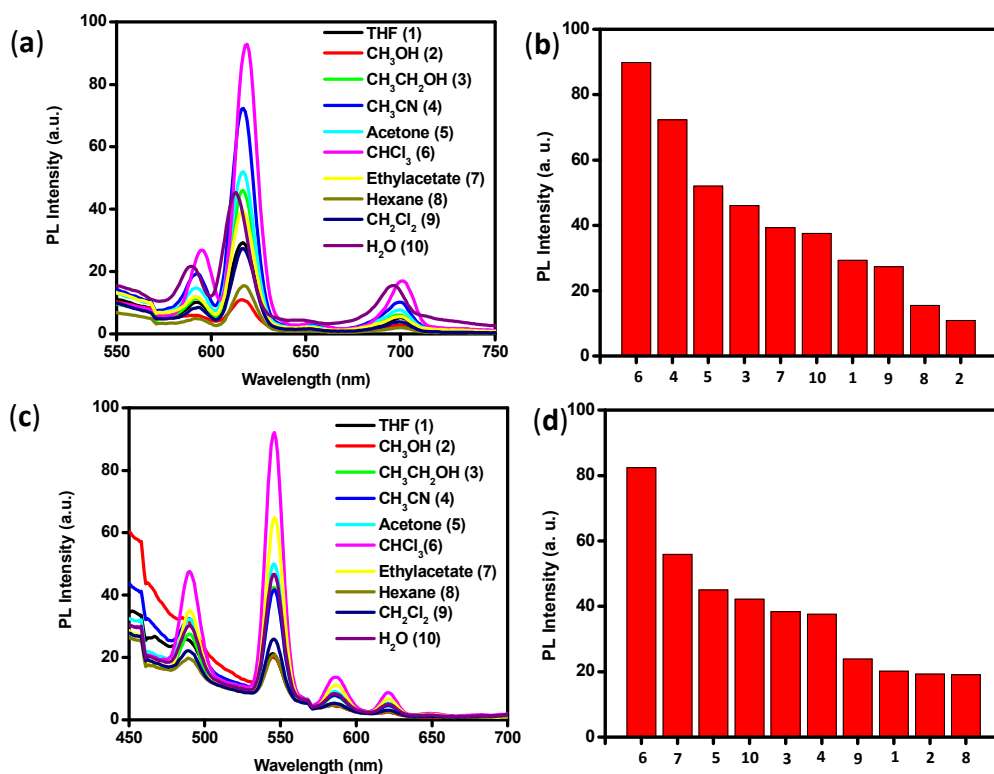 (a)
THF (1)
CH₃OH (2)
CH₃CH₂OH (3)
CH₃CN (4)
Acetone (5)
CHCl₃ (6)
Ethylacetate (7)
Hexane (8)
CH₂Cl₂ (9)
H₂O (10)
PL Intensity (a.u.)
100
80
60
40
20
0
550 600 650 700 750
Wavelength (nm)
(b)
PL Intensity (a. u.)
100
80
60
40
20
0
6 4 5 3 7 10 1 9 8 2
(c)
THF (1)
CH₃OH (2)
CH₃CH₂OH (3)
CH₃CN (4)
Acetone (5)
CHCl₃(6)
Ethylacetate (7)
Hexane (8)
CH₂Cl₂ (9)
H₂O (10)
PL Intensity (a.u.)
100
80
60
40
20
0
450 500 550 600 650 700
Wavelength (nm)
(d)
PL Intensity (a. u.)
100
80
60
40
20
0
6 7 5 10 3 4 9 1 2 8